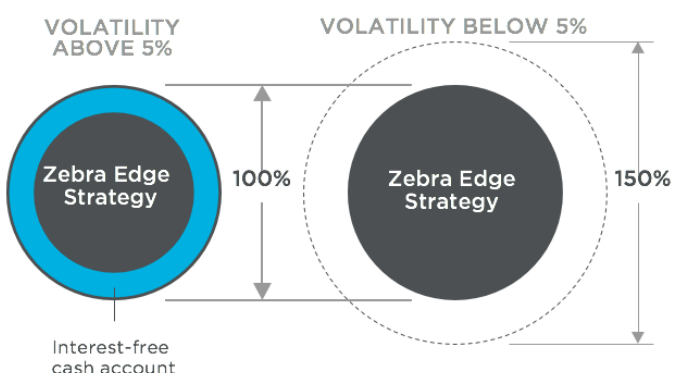 VOLATILITY
ABOVE 5%
VOLATILITY BELOW 5%
Zebra Edge
Strategy
100%
Zebra Edge
Strategy
150%
Interest-free
cash account